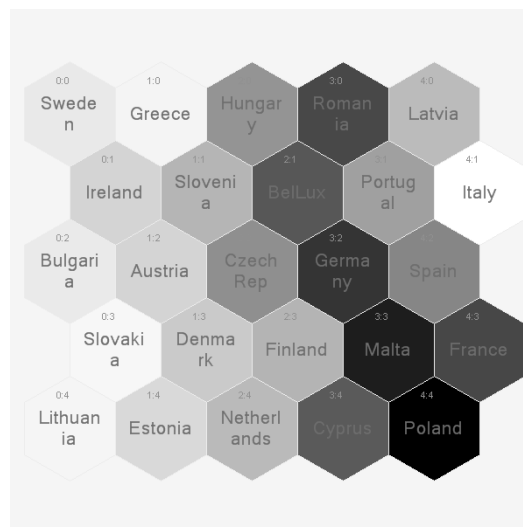 0:0 1:0 3:0 4:0
Swede
n
Greece
Hungar
y
Roman
ia
Latvia
0:1 1:1 2:1 3:1 4:1
Ireland
Sloveni
a
BelLux
Portug
al
Italy
0:2 1:2 3:2
Bulgari
a
Austria
Czech
Rep
Germa
ny
Spain
0:3 1:3 2:3 3:3 4:3
Slovaki
a
Denma
rk
Finland
Malta
France
0:4 1:4 2:4 3:4 4:4
Lithuan
ia
Estonia
Netherl
ands
Cyprus
Poland